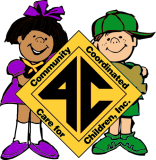 Community
Coordinated
4C
Care for
Children, Inc.